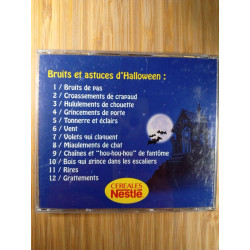 Bruits et astuces d'Halloween :
1 / Bruits de pas
2 / Croassements de crapaud
3 / Hululements de chouette
4 / Grincements de porte
5 / Tonnerre et éclairs
6 / Vent
7 / Volets qui claquent
8 / Miaulements de chat
9 / Chaînes et "hou-hou-hou" de fantôme
10 / Bois qui grince dans les escaliers
11 / Rires
12 / Grattements
CEREALES
Nestlé